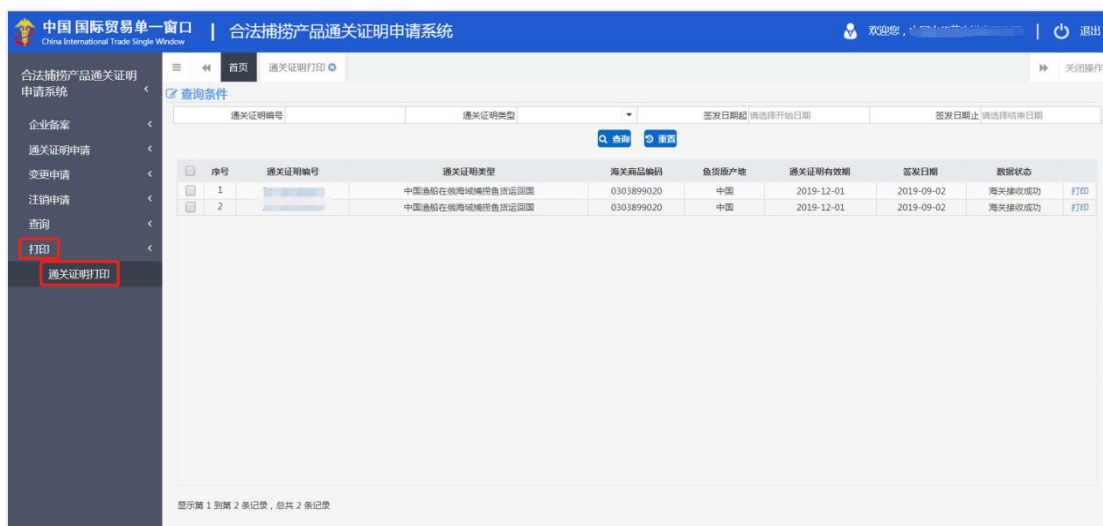 中国国际贸易单一窗口 | 合法捕捞产品通关证明申请系统
China International Trade Single Window
欢迎您，
退出
合法捕捞产品通关证明
申请系统
企业备案
通关证明申请
变更申请
注销申请
查询
打印
通关证明打印
首页 通关证明打印 关闭操作
查询条件
通关证明编号 通关证明类型 签发日期起 请选择开始日期 签发日期止 请选择结束日期
查询 重置
序号 通关证明编号 通关证明类型 海关商品编码 鱼货原产地 通关证明有效期 签发日期 数据状态
1 中国渔船在俄海域捕捞鱼货运回国 0303899020 中国 2019-12-01 2019-09-02 海关接收成功 打印
2 中国渔船在俄海域捕捞鱼货运回国 0303899020 中国 2019-12-01 2019-09-02 海关接收成功 打印
显示第 1 到第 2 条记录，总共 2 条记录